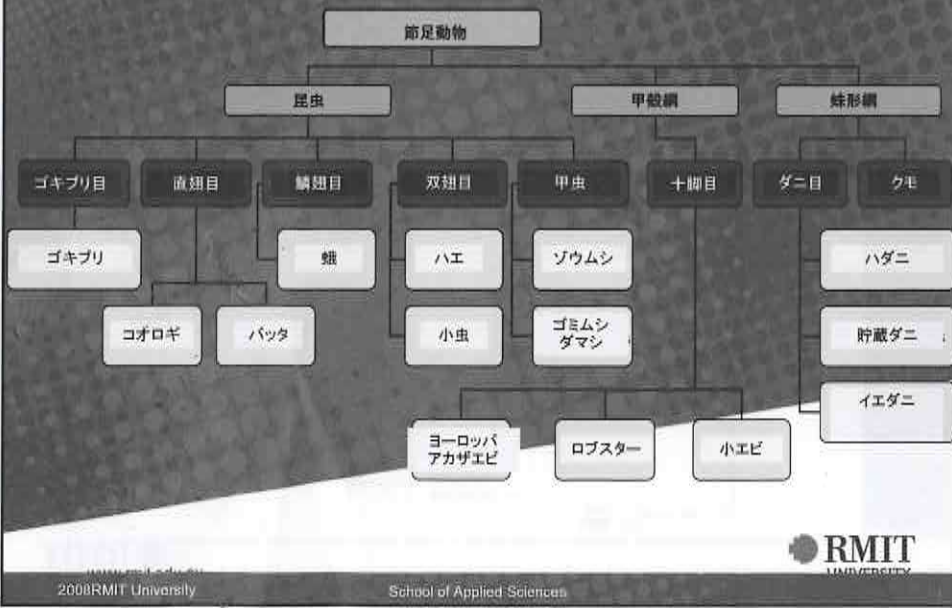 節足動物
昆虫
甲殻綱
蛛形綱
ゴキブリ目
直翅目
鱗翅目
双翅目
甲虫
十脚目
ダニ目
クモ
ゴキブリ
蛾
ハエ
ゾウムシ
ハダニ
コオロギ
バッタ
小虫
ゴミムシ
ダマシ
貯蔵ダニ
イエダニ
ヨーロッパ
アカザエビ
ロブスター
小エビ
RMIT
UNIVERSITY
2008RMIT University
School of Applied Sciences